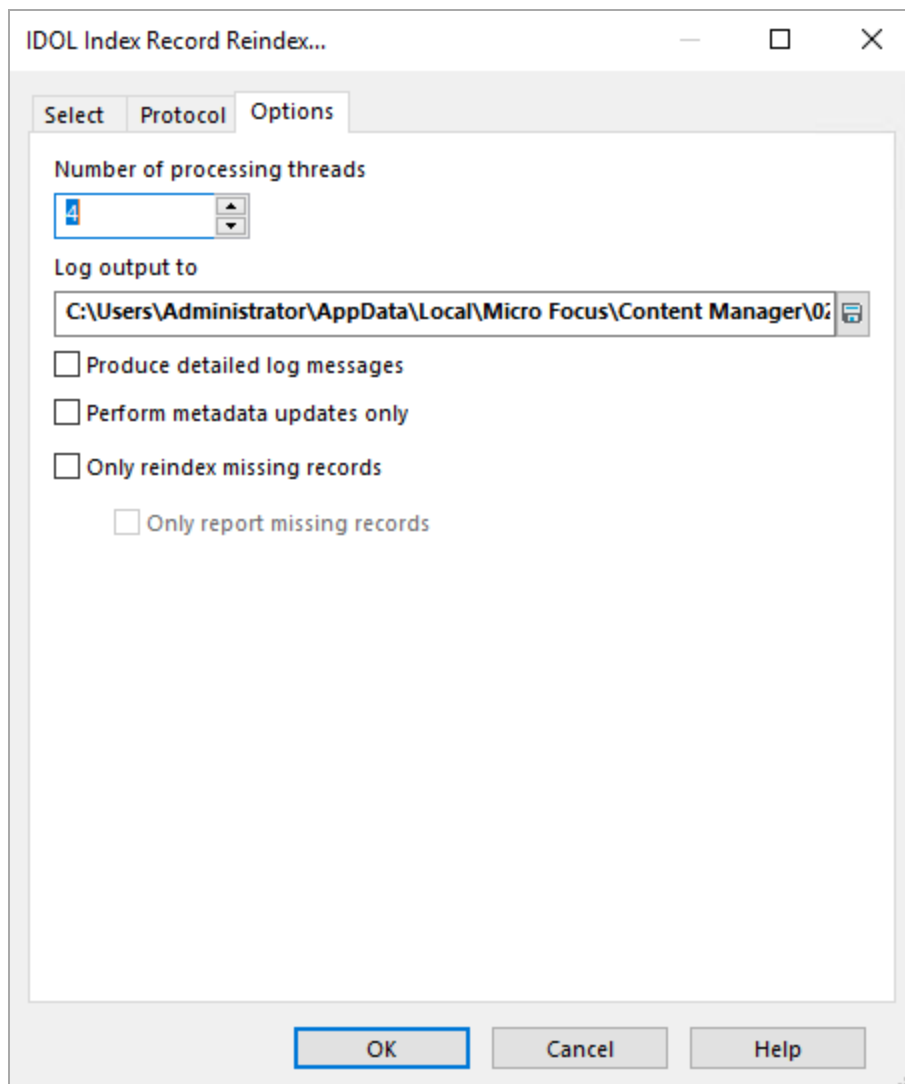 IDOL Index Record Reindex...
Select Protocol Options
Number of processing threads
4
Log output to
C:\Users\Administrator\AppData\Local\Micro Focus\Content Manager\02
Produce detailed log messages
Perform metadata updates only
Only reindex missing records
Only report missing records
OK Cancel Help